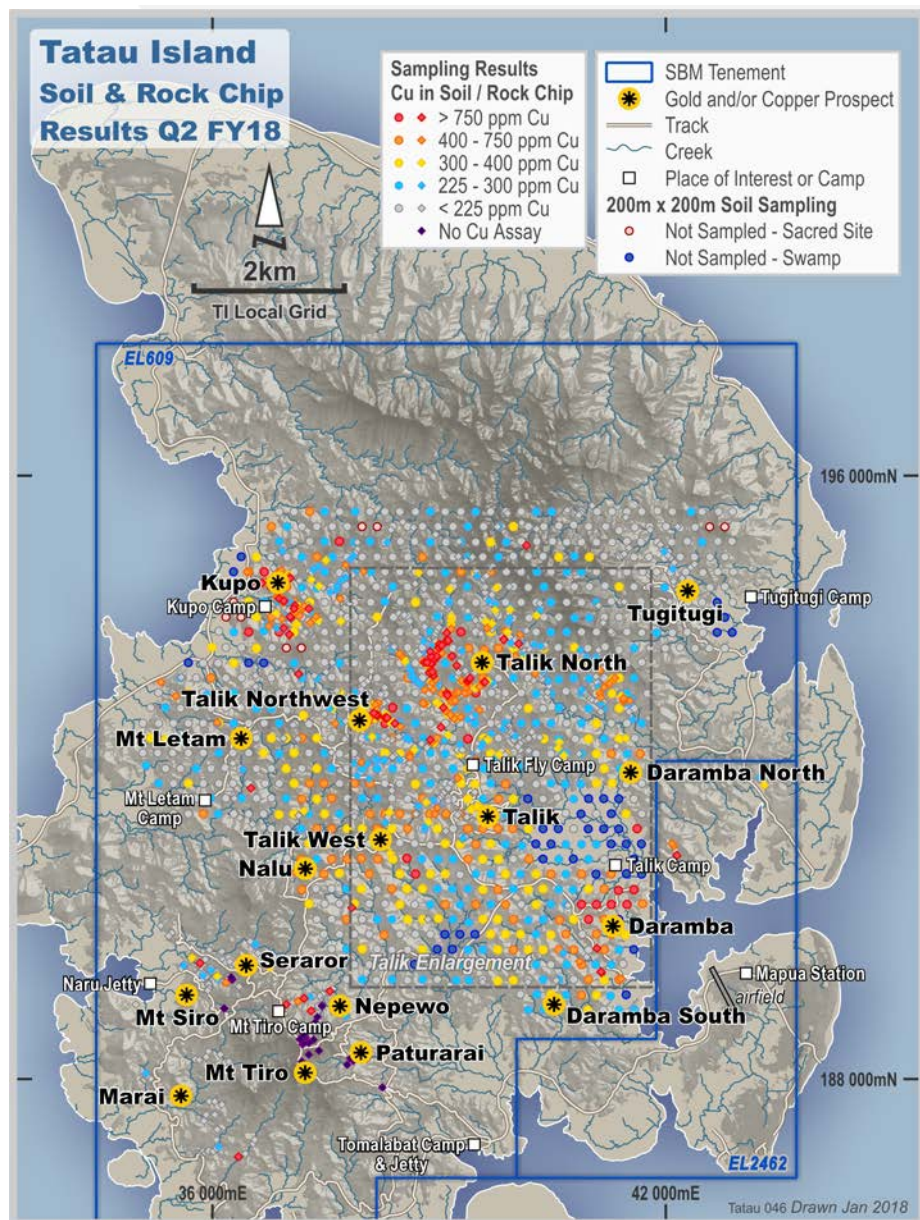 Tatau Island
Soil & Rock Chip
Results Q2 FY18
Sampling Results
Cu in Soil / Rock Chip
> 750 ppm Cu
400 - 750 ppm Cu
300 - 400 ppm Cu
225 - 300 ppm Cu
< 225 ppm Cu
No Cu Assay
SBM Tenement
Gold and/or Copper Prospect
Track
Creek
Place of Interest or Camp
200m x 200m Soil Sampling
Not Sampled - Sacred Site
Not Sampled - Swamp
N
2km
TI Local Grid
EL609
196 000mN
Kupo
Kupo Camp
Tugitugi Camp
Tugitugi
Talik North
Talik Northwest
Mt Letam
Talik Fly Camp
Daramba North
Mt Letam
Camp
Talik
Talik West
Nalu
Talik Camp
Daramba
Seraror
Talik Enlargement
Naru Jetty
Mapua Station
airfield
Mt Siro
Mt Tiro Camp
Nepewo
Daramba South
Paturarai
Mt Tiro
188 000mN
Marai
Tomalabat Camp
& Jetty
EL2462
36 000mE
42 000mE
Tatau 046 Drawn Jan 2018